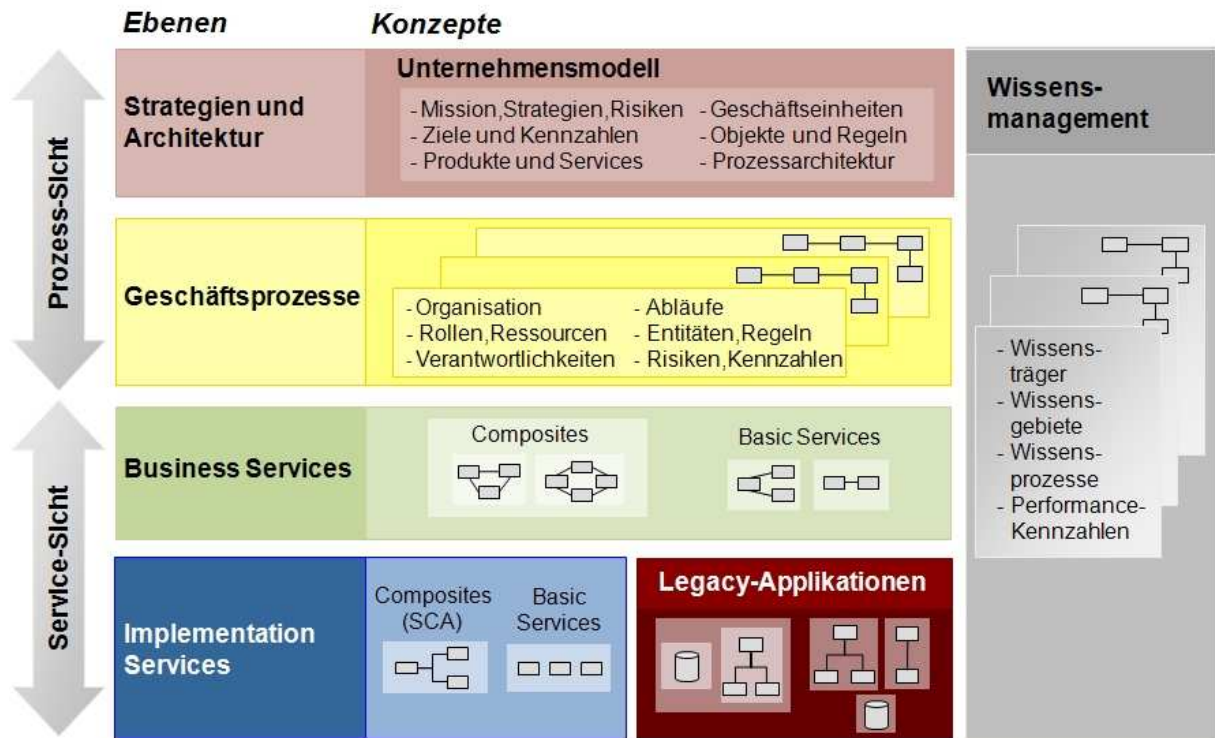 Ebenen
Konzepte
Prozess-Sicht
Service-Sicht
Strategien und
Architektur
Unternehmensmodell
- Mission,Strategien,Risiken
- Ziele und Kennzahlen
- Produkte und Services
- Geschäftseinheiten
- Objekte und Regeln
- Prozessarchitektur
Geschäftsprozesse
- Organisation
- Rollen,Ressourcen
- Verantwortlichkeiten
- Abläufe
- Entitäten,Regeln
- Risiken,Kennzahlen
Business Services
Composites
Basic Services
Implementation
Services
Composites
(SCA)
Basic
Services
Legacy-Applikationen
Wissens-
management
- Wissens-
träger
- Wissens-
gebiete
- Wissens-
prozesse
- Performance-
Kennzahlen